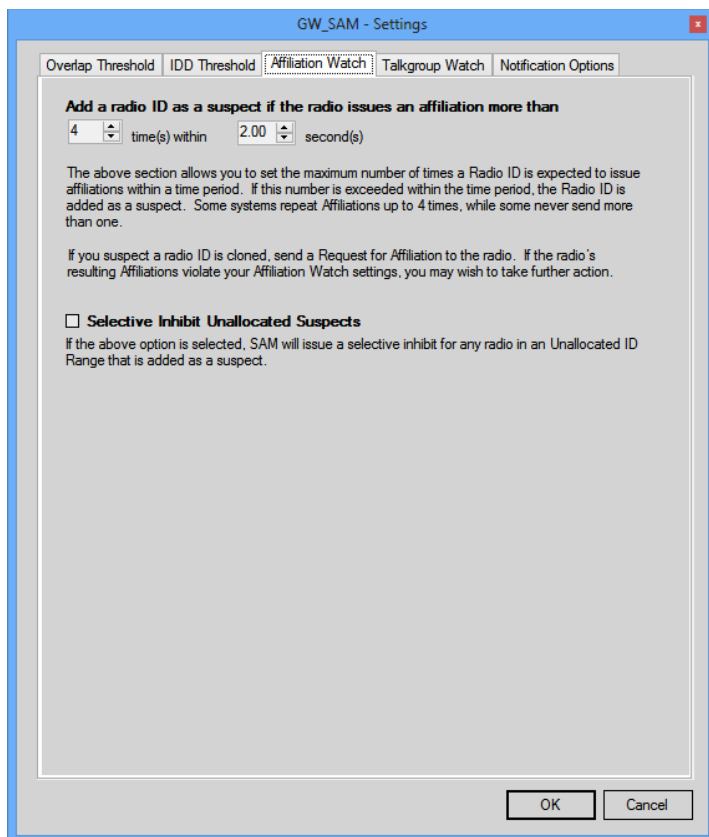 GW_SAM - Settings
x
Overlap Threshold IDD Threshold Affiliation Watch Talkgroup Watch Notification Options
Add a radio ID as a suspect if the radio issues an affiliation more than
4 time(s) within 2.00 second(s)
The above section allows you to set the maximum number of times a Radio ID is expected to issue
affiliations within a time period. If this number is exceeded within the time period, the Radio ID is
added as a suspect. Some systems repeat Affiliations up to 4 times, while some never send more
than one.
If you suspect a radio ID is cloned, send a Request for Affiliation to the radio. If the radio's
resulting Affiliations violate your Affiliation Watch settings, you may wish to take further action.
Selective Inhibit Unallocated Suspects
If the above option is selected, SAM will issue a selective inhibit for any radio in an Unallocated ID
Range that is added as a suspect.
OK Cancel